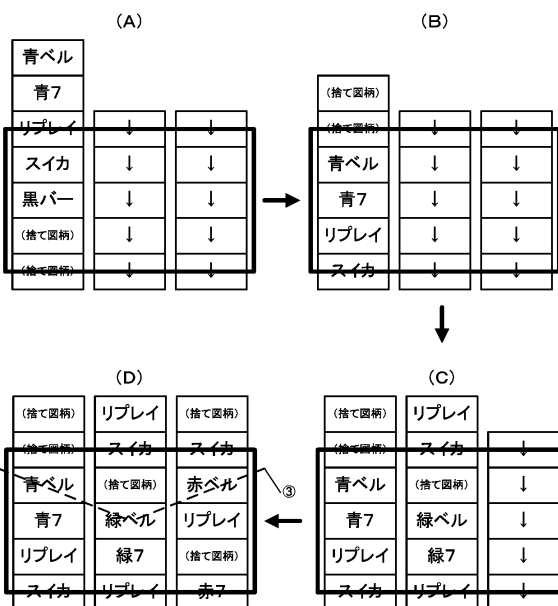 (A)
青ベル
青7
リプレイ ↓ ↓
スイカ ↓ ↓
黒バー ↓ ↓
(捨て図柄) ↓ ↓
(捨て図柄) ↓ ↓
(B)
(捨て図柄)
(捨て図柄) ↓ ↓
青ベル ↓ ↓
青7 ↓ ↓
リプレイ ↓ ↓
スイカ ↓ ↓
(D)
(捨て図柄) リプレイ (捨て図柄)
(捨て図柄) スイカ スイカ
青ベル (捨て図柄) 赤ベル
③
青7 緑ベル リプレイ
リプレイ 緑7 (捨て図柄)
スイカ リプレイ 赤7
(C)
(捨て図柄) リプレイ
(捨て図柄) スイカ ↓
青ベル (捨て図柄) ↓
青7 緑ベル ↓
リプレイ 緑7 ↓
スイカ リプレイ ↓